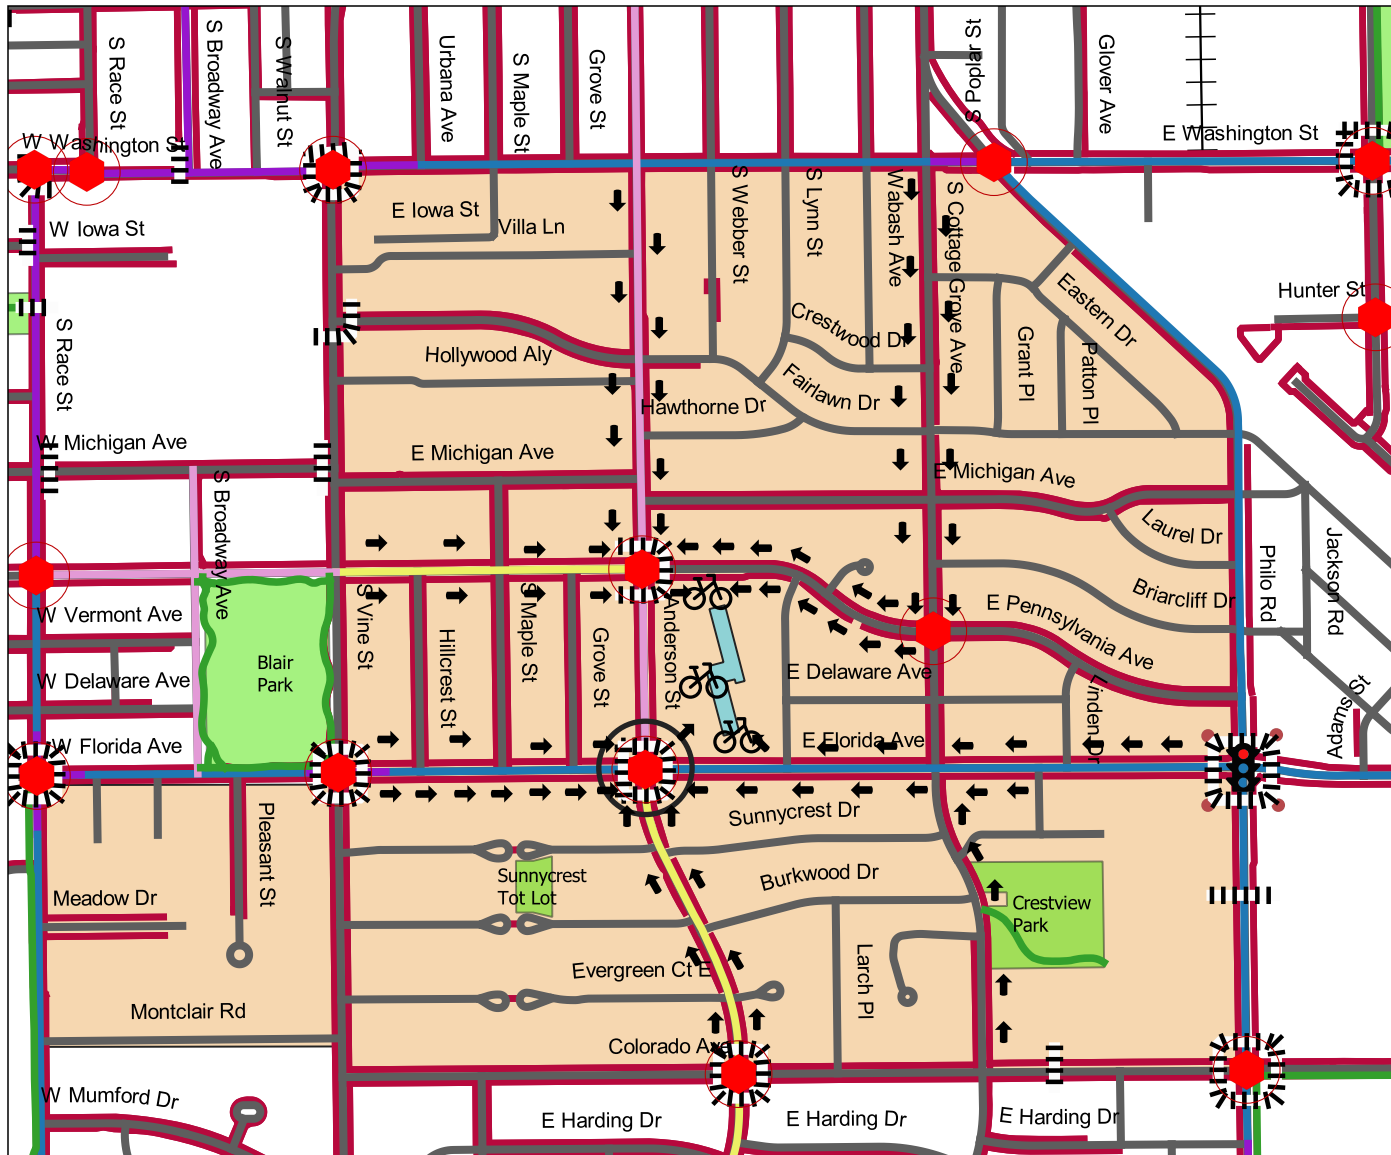 S Race St
S Broadway Ave
S Walnut St
Urbana Ave
S Maple St
Grove St
S Poplar St
Glover Ave
W Washington St
E Washington St
W Iowa St
E Iowa St
Villa Ln
S Webber St
S Lynn St
Wabash Ave
S Cottage Grove Ave
Eastern Dr
Hunter St
S Race St
Hollywood Aly
Crestwood Dr
Grant Pl
Patton Pl
Fairlawn Dr
Hawthorne Dr
W Michigan Ave
E Michigan Ave
E Michigan Ave
S Broadway Ave
Laurel Dr
Philo Rd
Jackson Rd
W Vermont Ave
S Vine St
Hillcrest St
S Maple St
Grove St
Anderson St
E Pennsylvania Ave
Briarcliff Dr
Blair
Park
W Delaware Ave
E Delaware Ave
Linden Dr
Adams St
W Florida Ave
E Florida Ave
Pleasant St
Sunnycrest Dr
Sunnycrest
Tot Lot
Burkwood Dr
Meadow Dr
Crestview
Park
Larch Pl
Evergreen Ct E
Montclair Rd
Colorado Ave
W Mumford Dr
E Harding Dr
E Harding Dr
E Harding Dr